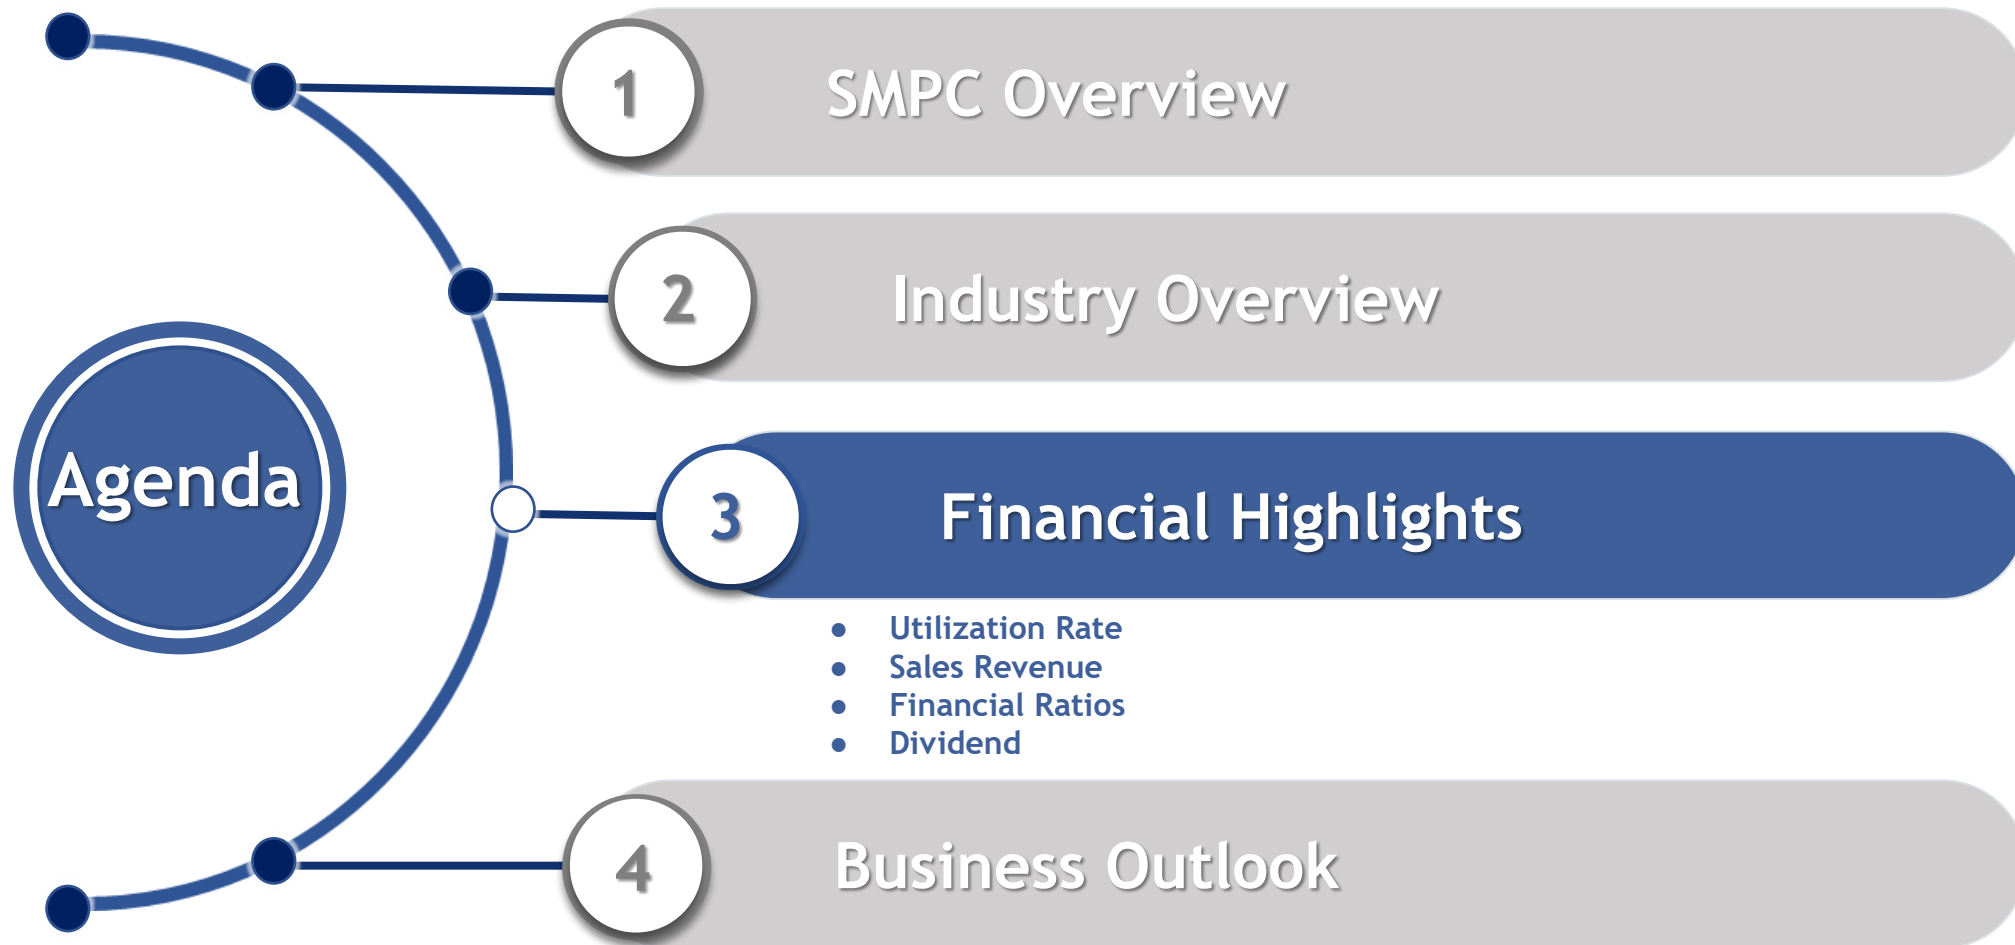 Agenda
1
SMPC Overview
2
Industry Overview
3
Financial Highlights
● Utilization Rate
● Sales Revenue
● Financial Ratios
● Dividend
4
Business Outlook